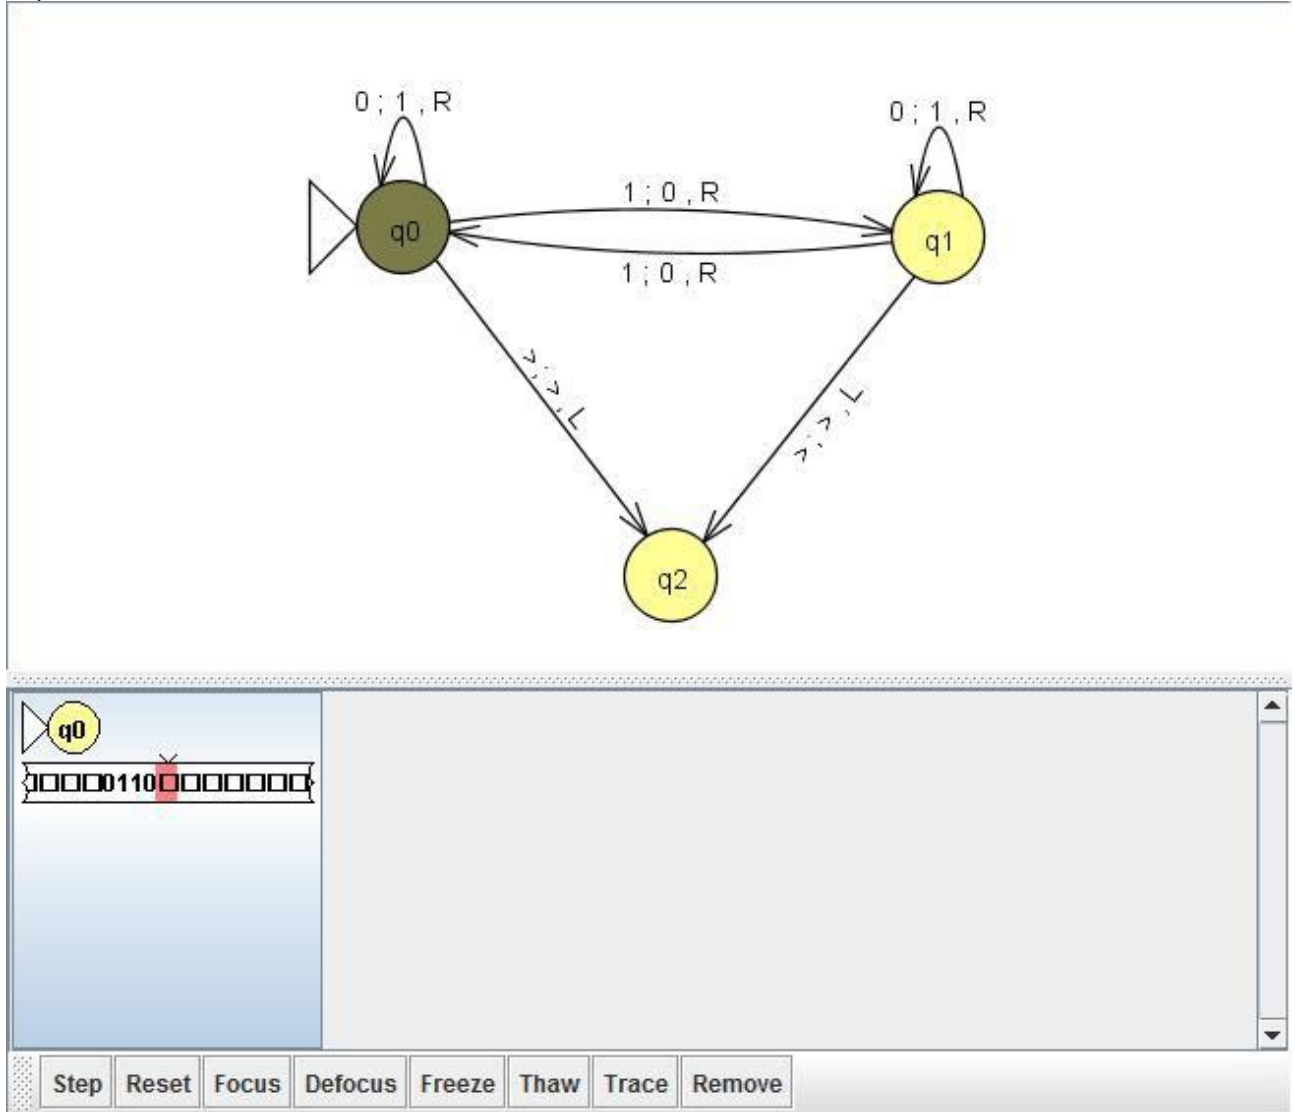 0 ; 1 , R
0 ; 1 , R
1 ; 0 , R
q0
q1
1 ; 0 , R
> ; > , L
> ; > , L
q2
q0
□□□□0110□□□□□□□□
Step Reset Focus Defocus Freeze Thaw Trace Remove